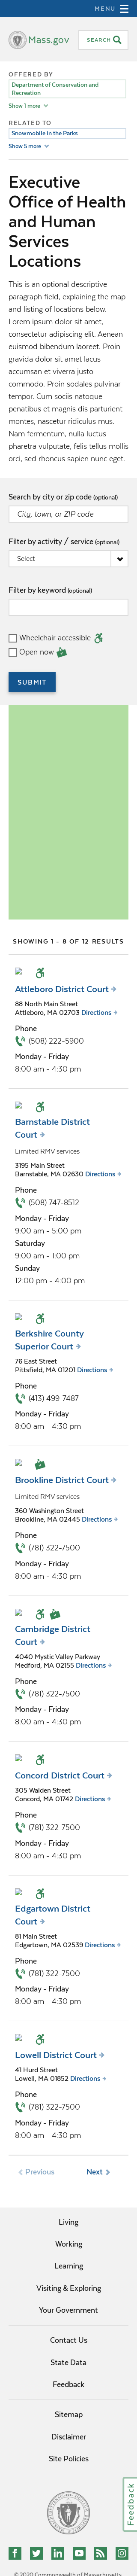 MENU
Mass.gov
SEARCH
OFFERED BY
Department of Conservation and
Recreation
Show 1 more
RELATED TO
Snowmobile in the Parks
Show 5 more
Executive
Office of Health
and Human
Services
Locations
This is an optional descriptive
paragraph, likely optional as well as
being limited to body type only.
Lorem ipsum dolor sit amet,
consectetur adipiscing elit. Aenean
euismod bibendum laoreet. Proin
gravida dolor sit amet lacus
accumsan et viverra justo
commodo. Proin sodales pulvinar
tempor. Cum sociis natoque
penatibus et magnis dis parturient
montes, nascetur ridiculus mus.
Nam fermentum, nulla luctus
pharetra vulputate, felis tellus mollis
orci, sed rhoncus sapien nunc eget.
Search by city or zip code (optional)
City, town, or ZIP code
Filter by activity / service (optional)
Select
Filter by keyword (optional)
Wheelchair accessible
Open now
SUBMIT
SHOWING 1 - 8 OF 12 RESULTS
Attleboro District Court
88 North Main Street
Attleboro, MA 02703 Directions
Phone
(508) 222-5900
Monday - Friday
8:00 am - 4:30 pm
Barnstable District
Court
Limited RMV services
3195 Main Street
Barnstable, MA 02630 Directions
Phone
(508) 747-8512
Monday - Friday
9:00 am - 5:00 pm
Saturday
9:00 am - 1:00 pm
Sunday
12:00 pm - 4:00 pm
Berkshire County
Superior Court
76 East Street
Pittsfield, MA 01201 Directions
Phone
(413) 499-7487
Monday - Friday
8:00 am - 4:30 pm
Brookline District Court
Limited RMV services
360 Washington Street
Brookline, MA 02445 Directions
Phone
(781) 322-7500
Monday - Friday
8:00 am - 4:30 pm
Cambridge District
Court
4040 Mystic Valley Parkway
Medford, MA 02155 Directions
Phone
(781) 322-7500
Monday - Friday
8:00 am - 4:30 pm
Concord District Court
305 Walden Street
Concord, MA 01742 Directions
Phone
(781) 322-7500
Monday - Friday
8:00 am - 4:30 pm
Edgartown District
Court
81 Main Street
Edgartown, MA 02539 Directions
Phone
(781) 322-7500
Monday - Friday
8:00 am - 4:30 pm
Lowell District Court
41 Hurd Street
Lowell, MA 01852 Directions
Phone
(781) 322-7500
Monday - Friday
8:00 am - 4:30 pm
Previous
Next
Living
Working
Learning
Visiting & Exploring
Your Government
Contact Us
State Data
Feedback
Sitemap
Disclaimer
Site Policies
Feedback
© 2020 Commonwealth of Massachusetts